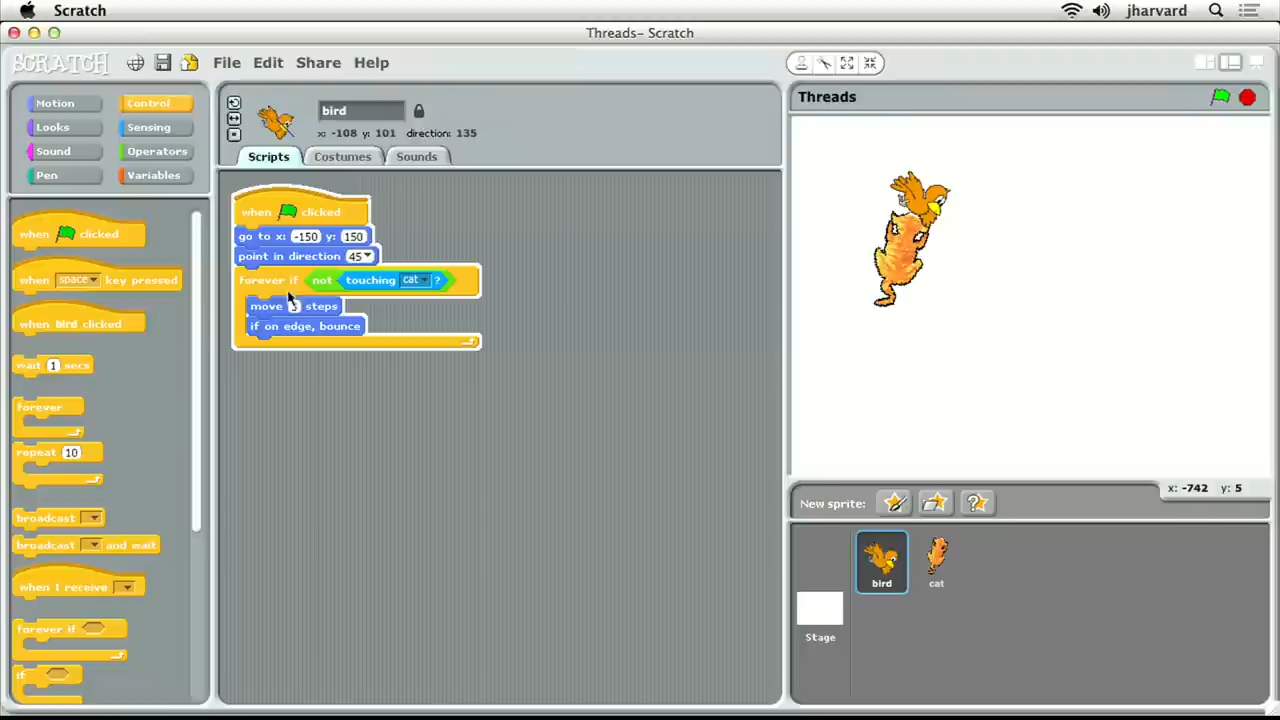 Scratch
jharvard
Threads- Scratch
SCRATCH
File Edit Share Help
Motion Control
Looks Sensing
Sound Operators
Pen Variables
when clicked
when space key pressed
when bird clicked
wait 1 secs
forever
repeat 10
broadcast
broadcast and wait
when I receive
forever if
if
bird
x: -108 y: 101 direction: 135
Scripts Costumes Sounds
when clicked
go to x: -150 y: 150
point in direction 45
forever if not touching cat ?
move steps
if on edge, bounce
Threads
x: -742 y: 5
New sprite:
bird
cat
Stage